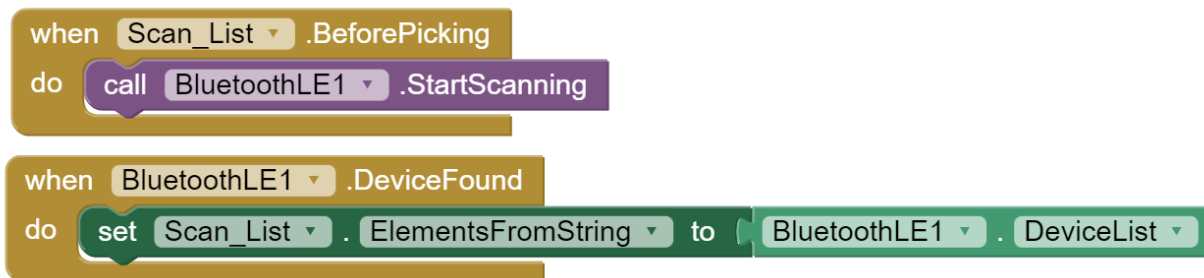 when Scan_List .BeforePicking
do call BluetoothLE1 .StartScanning
when BluetoothLE1 .DeviceFound
do set Scan_List . ElementsFromString to BluetoothLE1 . DeviceList